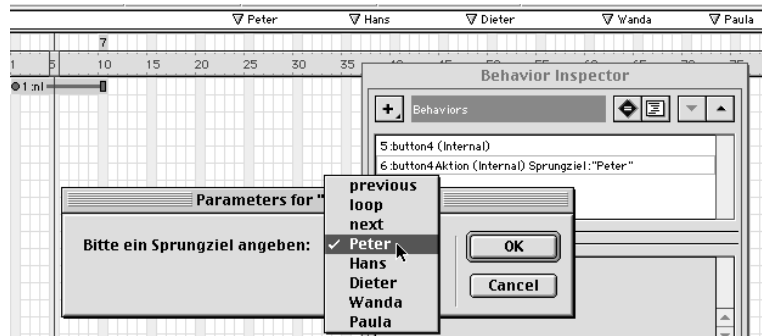 Peter Hans Dieter Wanda Paula
7
1 5 10 15 20 25 30 35
Behavior Inspector
1:nl
Behaviors
5:button4 (Internal)
6:button4Aktion (Internal) Sprungziel:"Peter"
Parameters for "
Bitte ein Sprungziel angeben:
previous
loop
next
✓ Peter
Hans
Dieter
Wanda
Paula
OK
Cancel